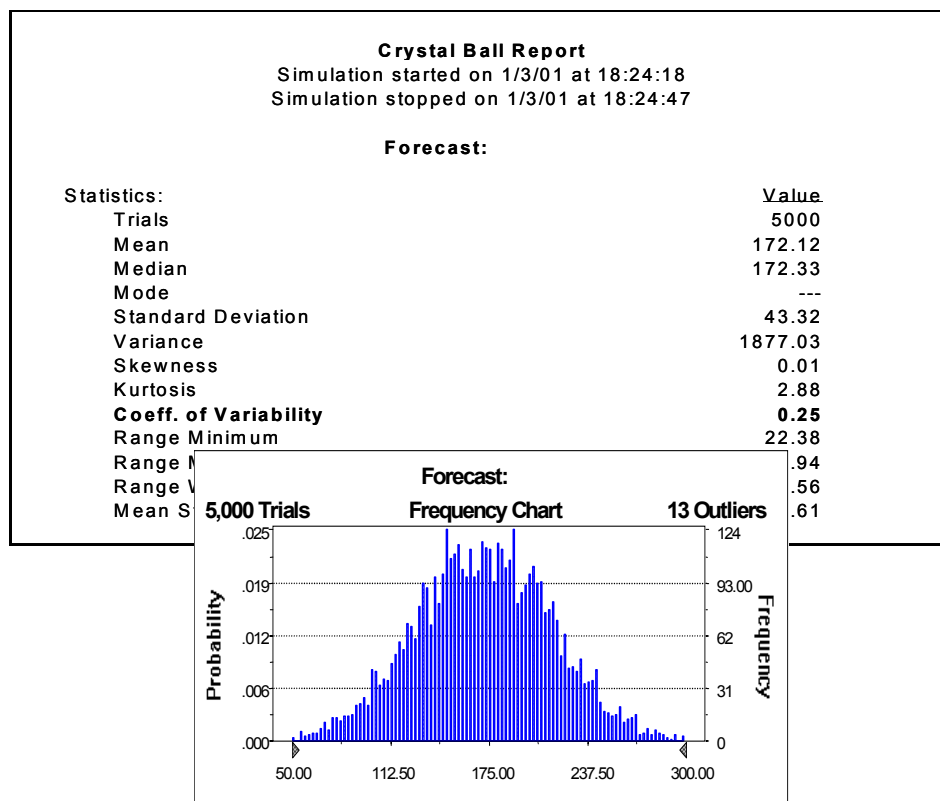 Crystal Ball Report
Simulation started on 1/3/01 at 18:24:18
Simulation stopped on 1/3/01 at 18:24:47
Forecast:
Statistics: Value
Trials 5000
Mean 172.12
Median 172.33
Mode ---
Standard Deviation 43.32
Variance 1877.03
Skewness 0.01
Kurtosis 2.88
Coeff. of Variability 0.25
Range Minimum 22.38
Range .94
Range .56
Mean .61
Forecast:
5,000 Trials Frequency Chart 13 Outliers
Probability
.025
.019
.012
.006
.000
124
93.00
62
31
0
Frequency
50.00 112.50 175.00 237.50 300.00